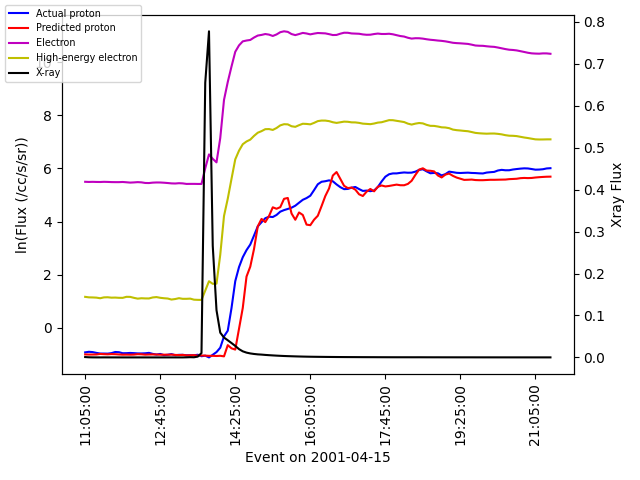 Actual proton
Predicted proton
Electron
High-energy electron
X-ray
10
8
6
4
2
0
ln(Flux (/cc/s/sr))
0.8
0.7
0.6
0.5
0.4
0.3
0.2
0.1
0.0
Xray Flux
11:05:00
12:45:00
14:25:00
16:05:00
17:45:00
19:25:00
21:05:00
Event on 2001-04-15